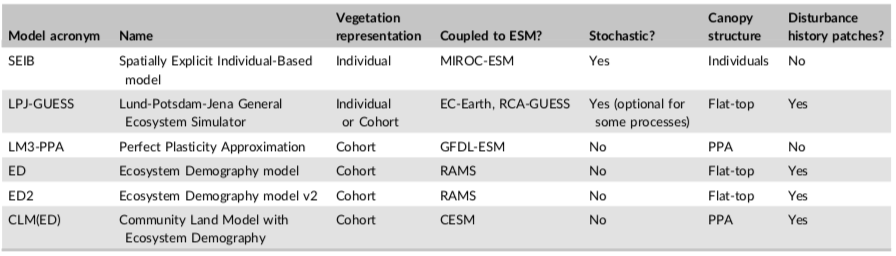 Vegetation Canopy Disturbance
Model acronym Name representation Coupled to ESM? Stochastic? structure history patches?
SEIB Spatially Explicit Individual-Based Individual MIROC-ESM Yes Individuals No
model
LPJ-GUESS Lund-Potsdam-Jena General Individual EC-Earth, RCA-GUESS Yes (optional for Flat-top Yes
Ecosystem Simulator or Cohort some processes)
LM3-PPA Perfect Plasticity Approximation Cohort GFDL-ESM No PPA No
ED Ecosystem Demography model Cohort RAMS No Flat-top Yes
ED2 Ecosystem Demography model v2 Cohort RAMS No Flat-top Yes
CLM(ED) Community Land Model with Cohort CESM No PPA Yes
Ecosystem Demography